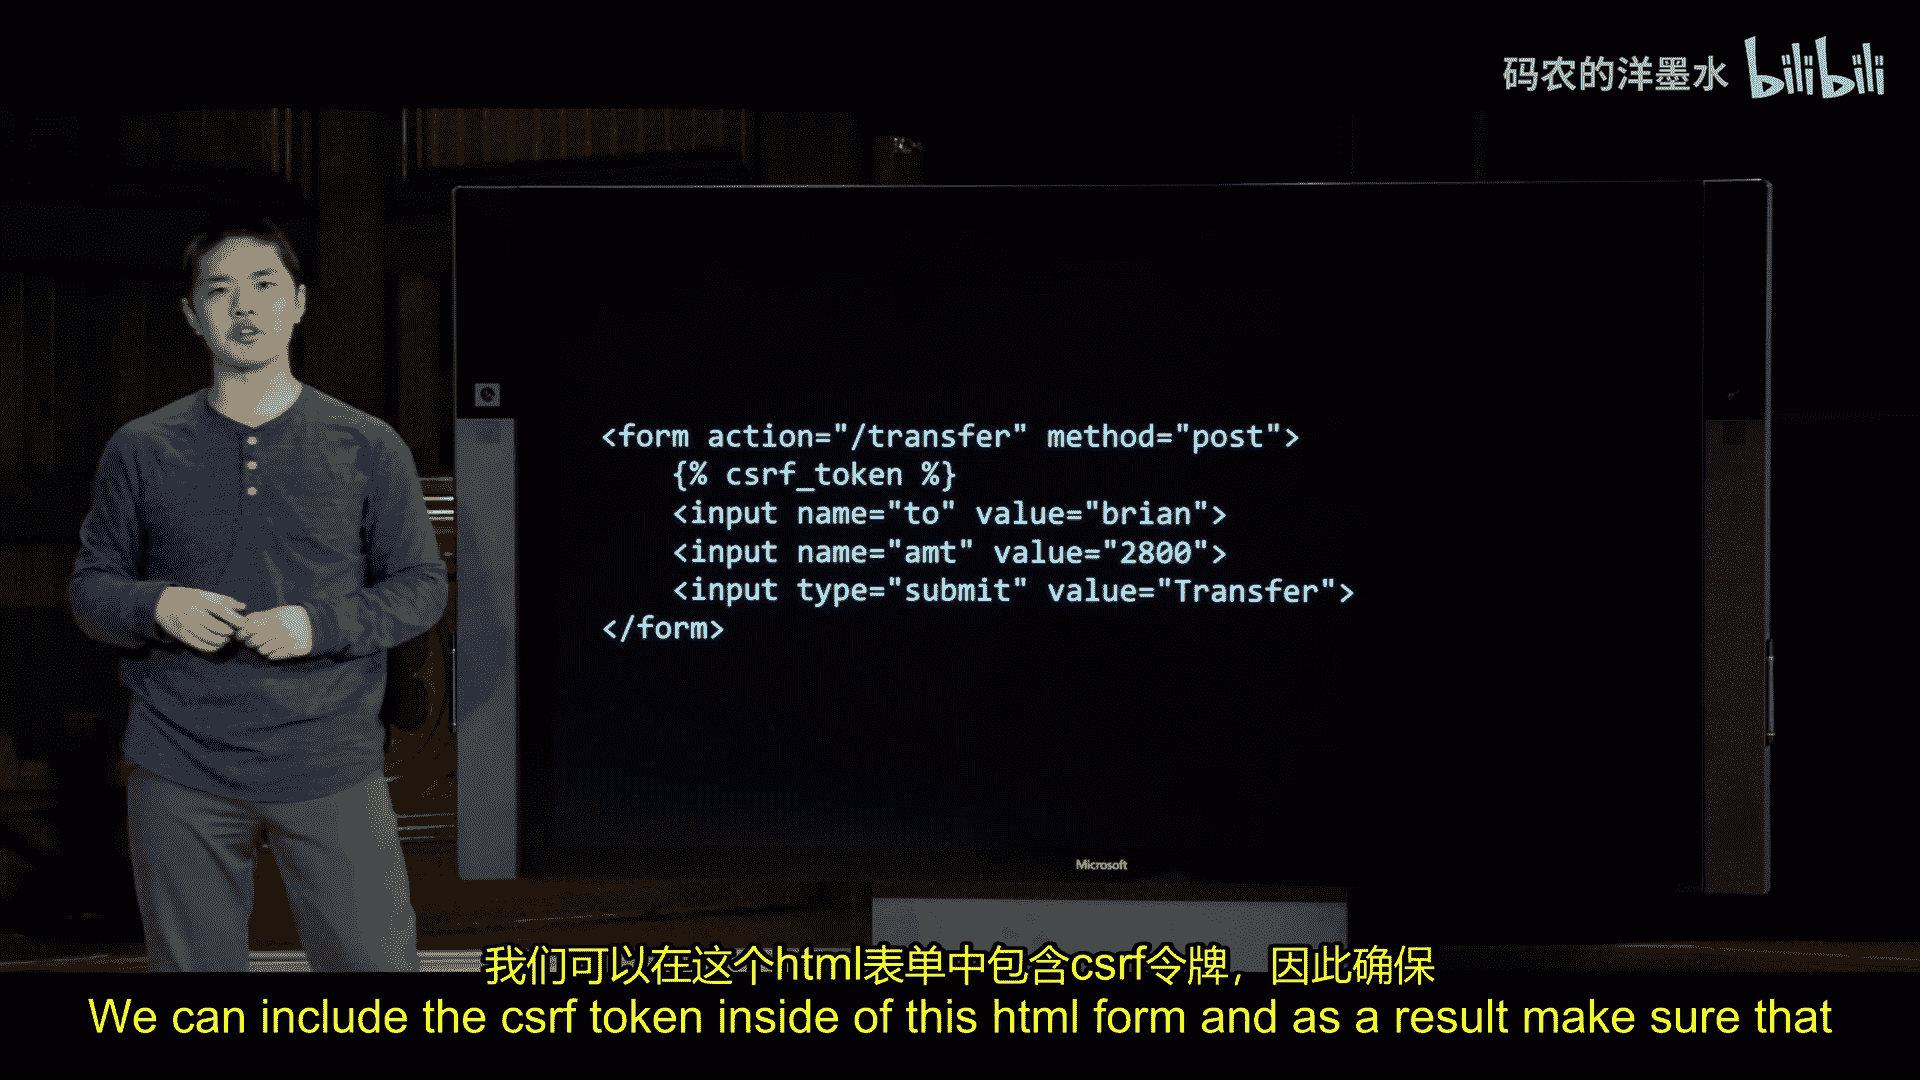 码农的洋墨水 bilibili
<form action="/transfer" method="post">
{% csrf_token %}
<input name="to" value="brian">
<input name="amt" value="2800">
<input type="submit" value="Transfer">
</form>
Microsoft
我们可以在这个html表单中包含csrf令牌，因此确保
We can include the csrf token inside of this html form and as a result make sure that